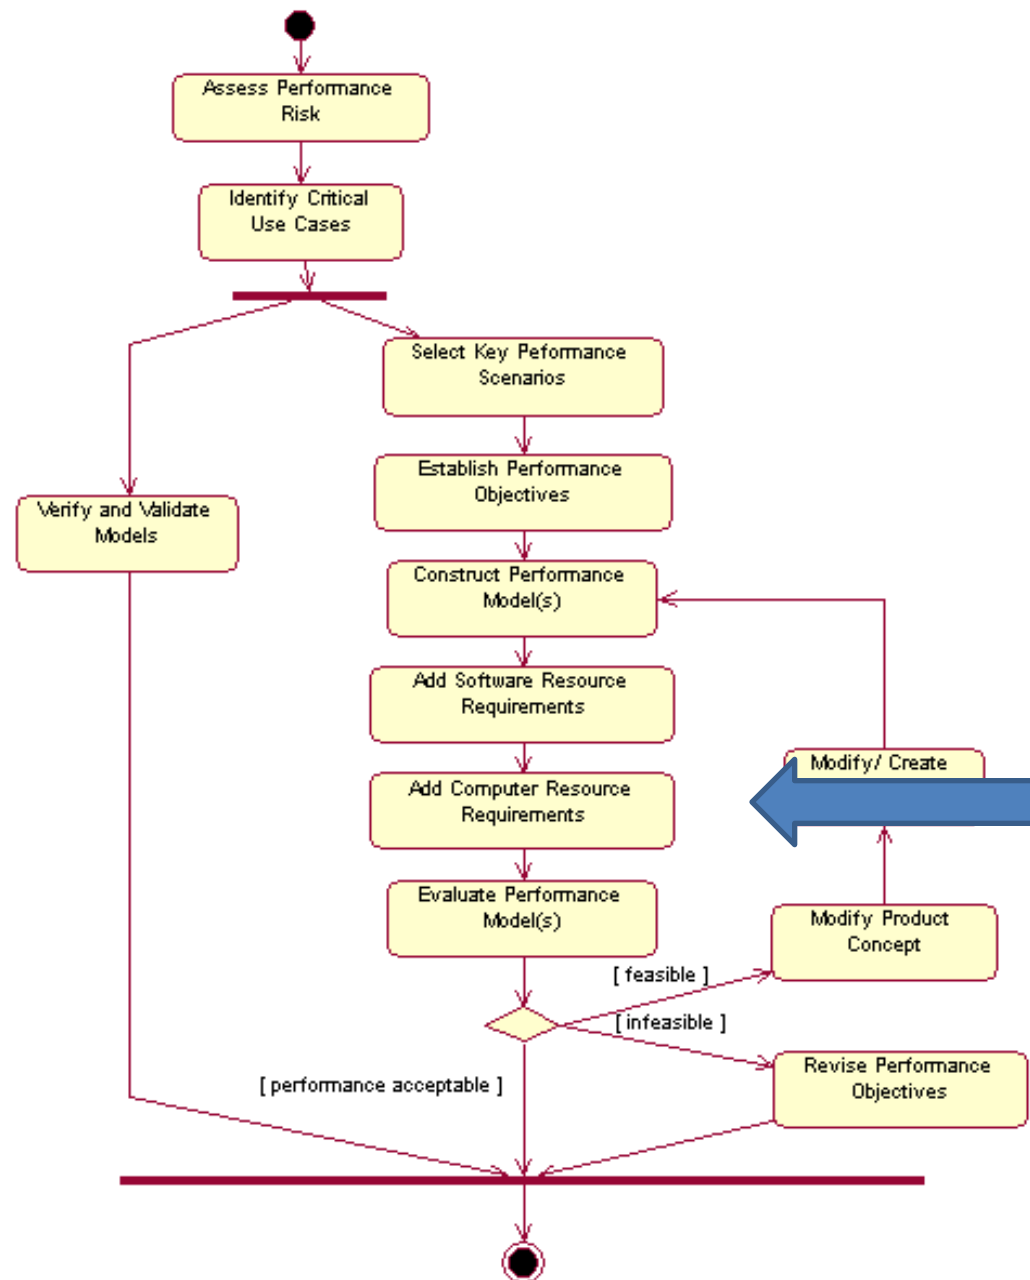 Assess Performance
Risk
Identify Critical
Use Cases
Select Key Peformance
Scenarios
Establish Performance
Objectives
Verify and Validate
Models
Construct Performance
Model(s)
Add Software Resource
Requirements
Modify/ Create
Add Computer Resource
Requirements
Evaluate Performance
Model(s)
Modify Product
Concept
[ feasible ]
[ infeasible ]
Revise Performance
Objectives
[ performance acceptable ]